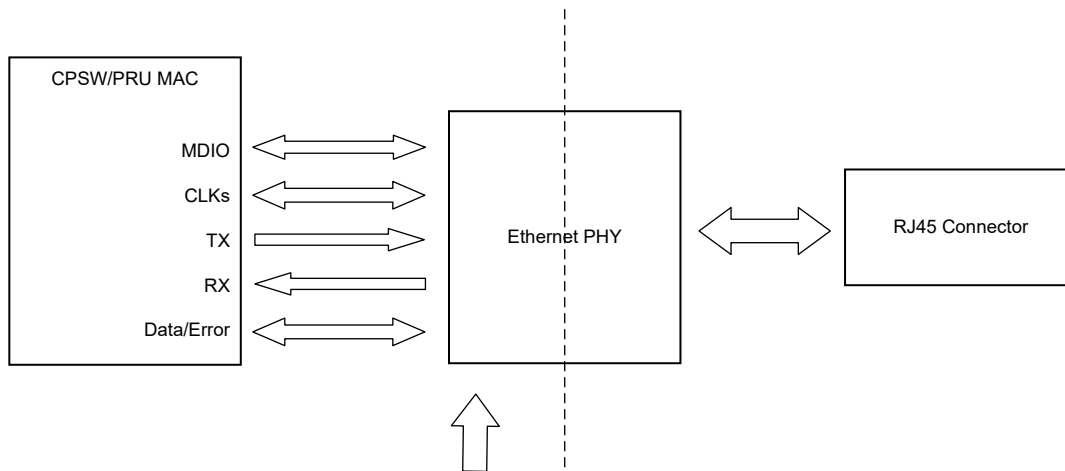 CPSW/PRU MAC
MDIO
CLKs
TX
RX
Data/Error
Ethernet PHY
RJ45 Connector